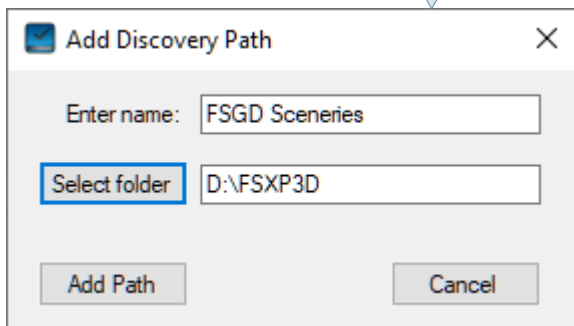 Add Discovery Path
Enter name: FSGD Sceneries
Select folder D:\FSXP3D
Add Path Cancel